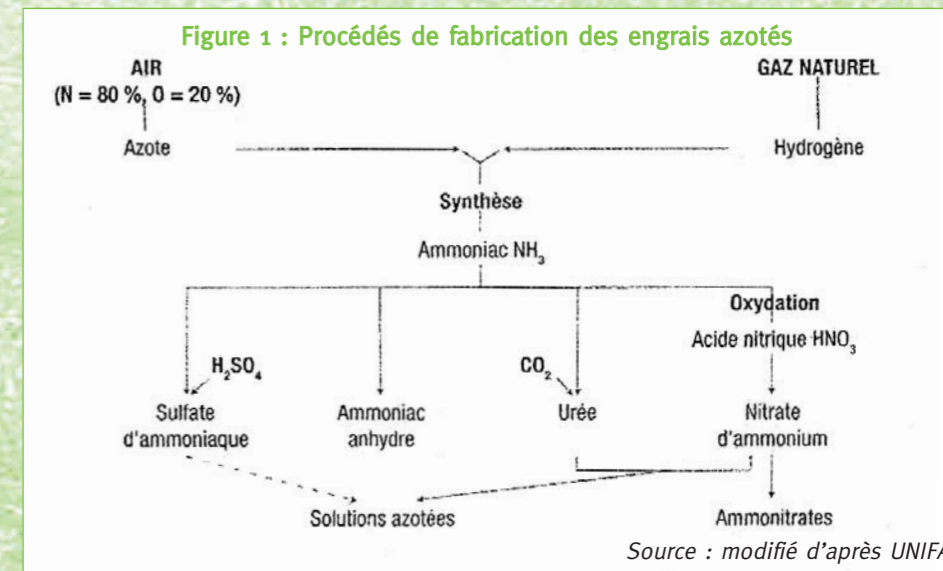 Figure 1 : Procédés de fabrication des engrais azotés
AIR
(N = 80 %, O = 20 %)
GAZ NATUREL
Azote
Hydrogène
Synthèse
Ammoniac NH₃
Oxydation
Acide nitrique HNO₃
H₂SO₄
CO₂
Sulfate
d'ammoniaque
Ammoniac
anhydre
Urée
Nitrate
d'ammonium
Solutions azotées
Ammonitrates
Source : modifié d'après UNIFA